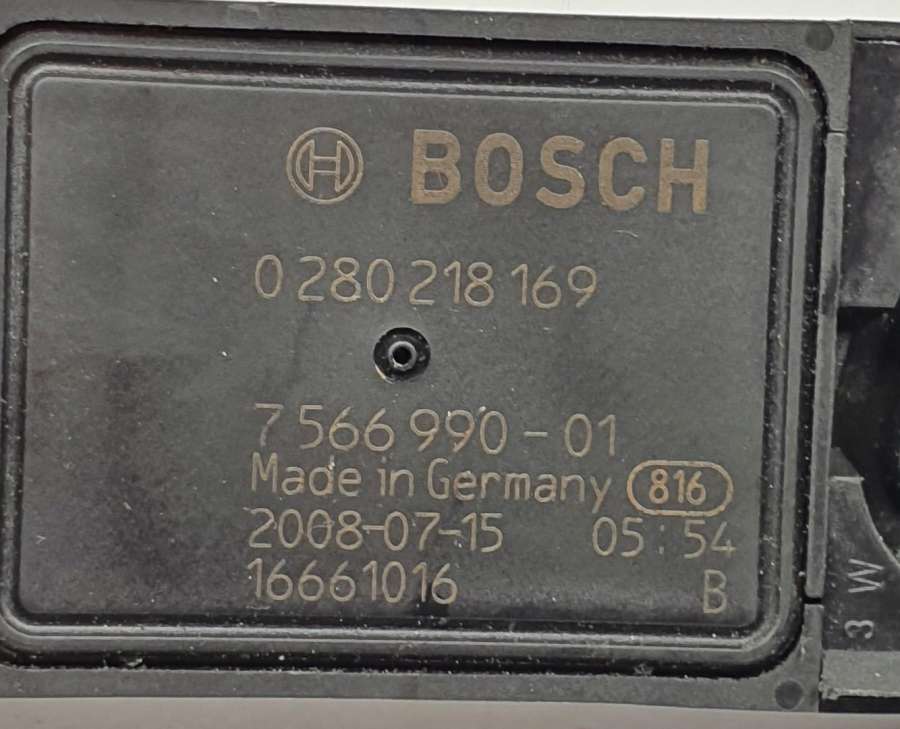 BOSCH
0 280 218 169
7 566 990 - 01
Made in Germany 816
2008-07-15 05:54
16661016 B
3 W